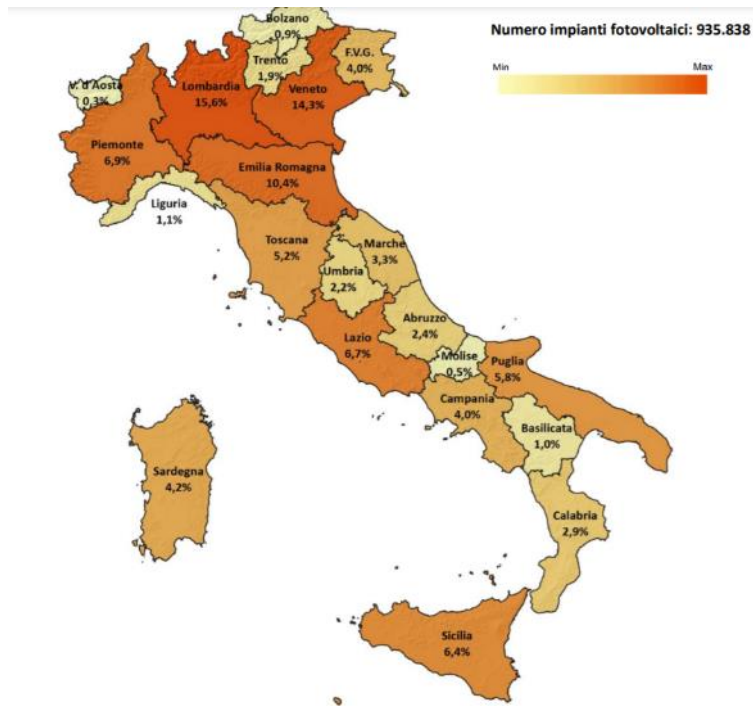 Bolzano
0,9%
Numero impianti fotovoltaici: 935.838
Trento
1,9%
F.V.G.
4,0%
Min
Max
V. d'Aosta
0,3%
Lombardia
15,6%
Veneto
14,3%
Piemonte
6,9%
Emilia Romagna
10,4%
Liguria
1,1%
Toscana
5,2%
Marche
3,3%
Umbria
2,2%
Abruzzo
2,4%
Lazio
6,7%
Molise
0,5%
Puglia
5,8%
Campania
4,0%
Basilicata
1,0%
Sardegna
4,2%
Calabria
2,9%
Sicilia
6,4%